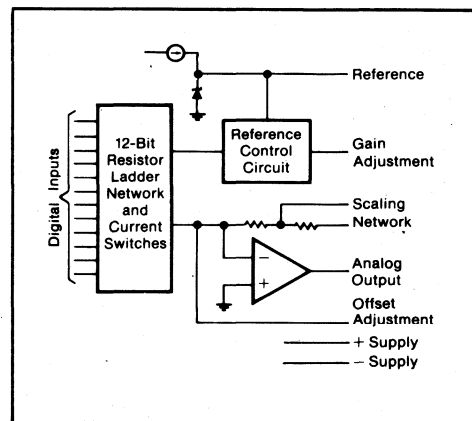 Digital Inputs
12-Bit
Resistor
Ladder
Network
and
Current
Switches
Reference
Control
Circuit
Reference
Gain
Adjustment
Scaling
Network
−
+
Analog
Output
Offset
Adjustment
+ Supply
− Supply